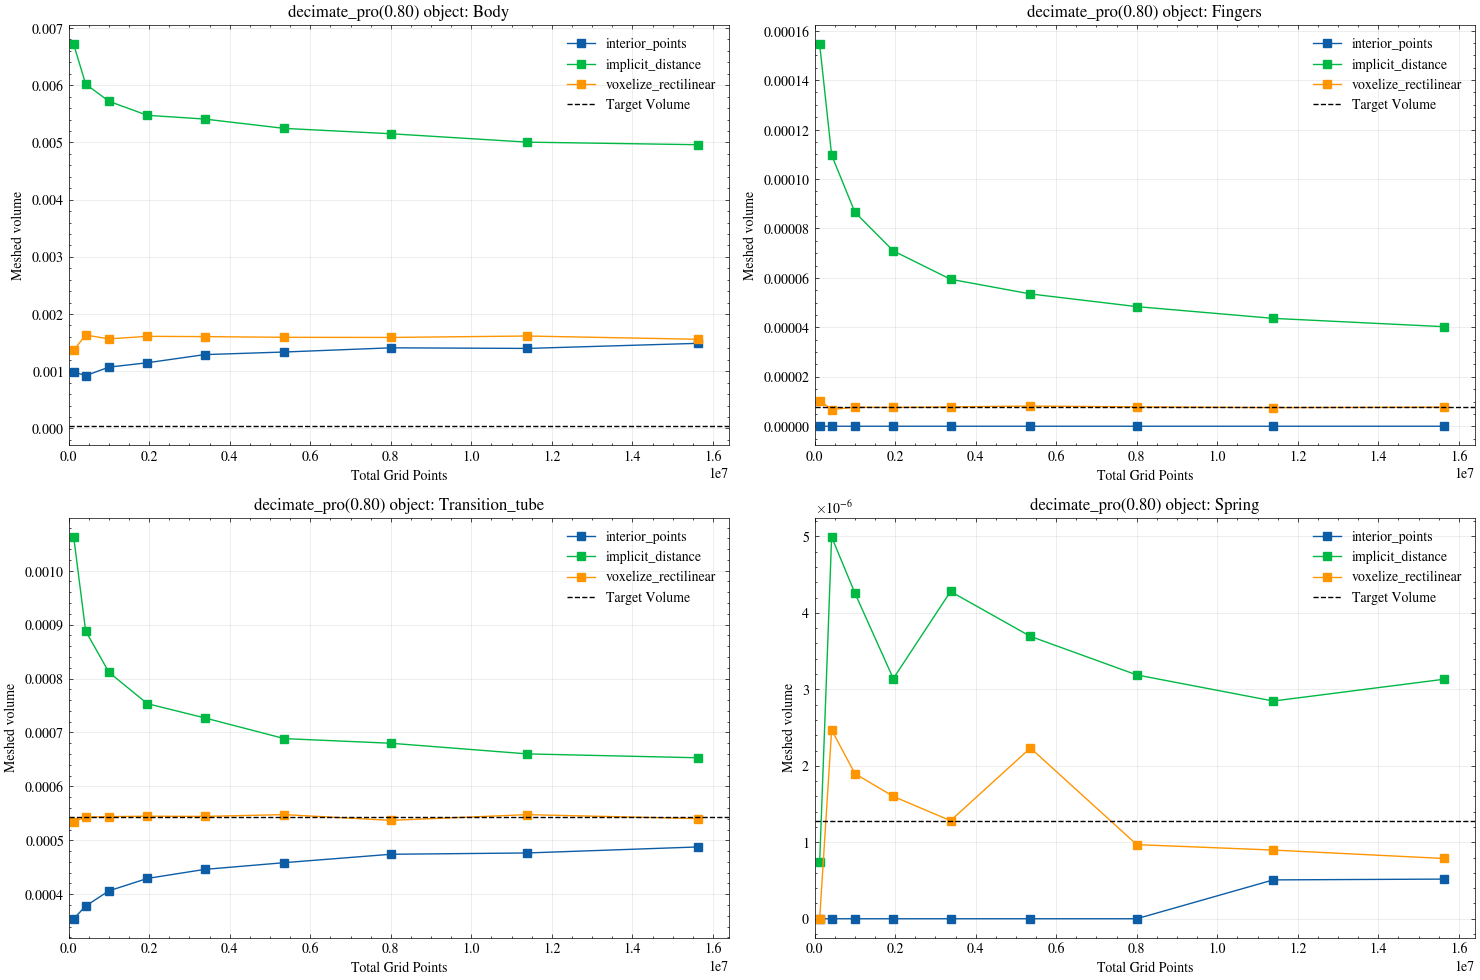 decimate_pro(0.80) object: Body
Meshed volume
0.007
0.006
0.005
0.004
0.003
0.002
0.001
0.000
interior_points
implicit_distance
voxelize_rectilinear
Target Volume
0.0 0.2 0.4 0.6 0.8 1.0 1.2 1.4 1.6
1e7
Total Grid Points
decimate_pro(0.80) object: Fingers
Meshed volume
0.00016
0.00014
0.00012
0.00010
0.00008
0.00006
0.00004
0.00002
0.00000
interior_points
implicit_distance
voxelize_rectilinear
Target Volume
0.0 0.2 0.4 0.6 0.8 1.0 1.2 1.4 1.6
1e7
Total Grid Points
decimate_pro(0.80) object: Transition_tube
Meshed volume
0.0010
0.0009
0.0008
0.0007
0.0006
0.0005
0.0004
interior_points
implicit_distance
voxelize_rectilinear
Target Volume
0.0 0.2 0.4 0.6 0.8 1.0 1.2 1.4 1.6
1e7
Total Grid Points
decimate_pro(0.80) object: Spring
×10⁻⁶
Meshed volume
5
4
3
2
1
0
interior_points
implicit_distance
voxelize_rectilinear
Target Volume
0.0 0.2 0.4 0.6 0.8 1.0 1.2 1.4 1.6
1e7
Total Grid Points